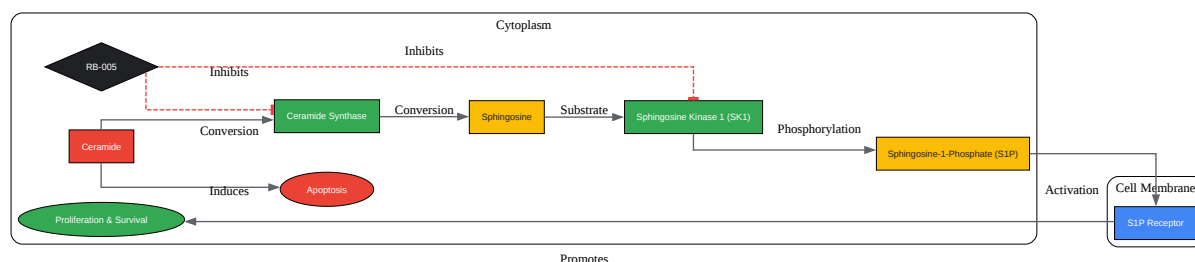 Cytoplasm
Inhibits
RB-005
Inhibits
Ceramide Synthase
Conversion
Sphingosine
Substrate
Sphingosine Kinase 1 (SK1)
Conversion
Phosphorylation
Ceramide
Sphingosine-1-Phosphate (S1P)
Induces
Apoptosis
Activation
Cell Membrane
Proliferation & Survival
S1P Receptor
Promotes